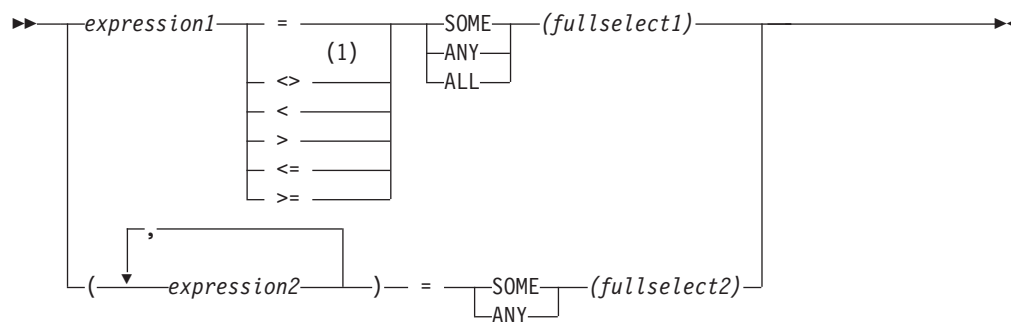 expression1 = SOME (fullselect1)
(1) ANY
<> ALL
<
>
<=
>=
,
( expression2 ) = SOME (fullselect2)
ANY